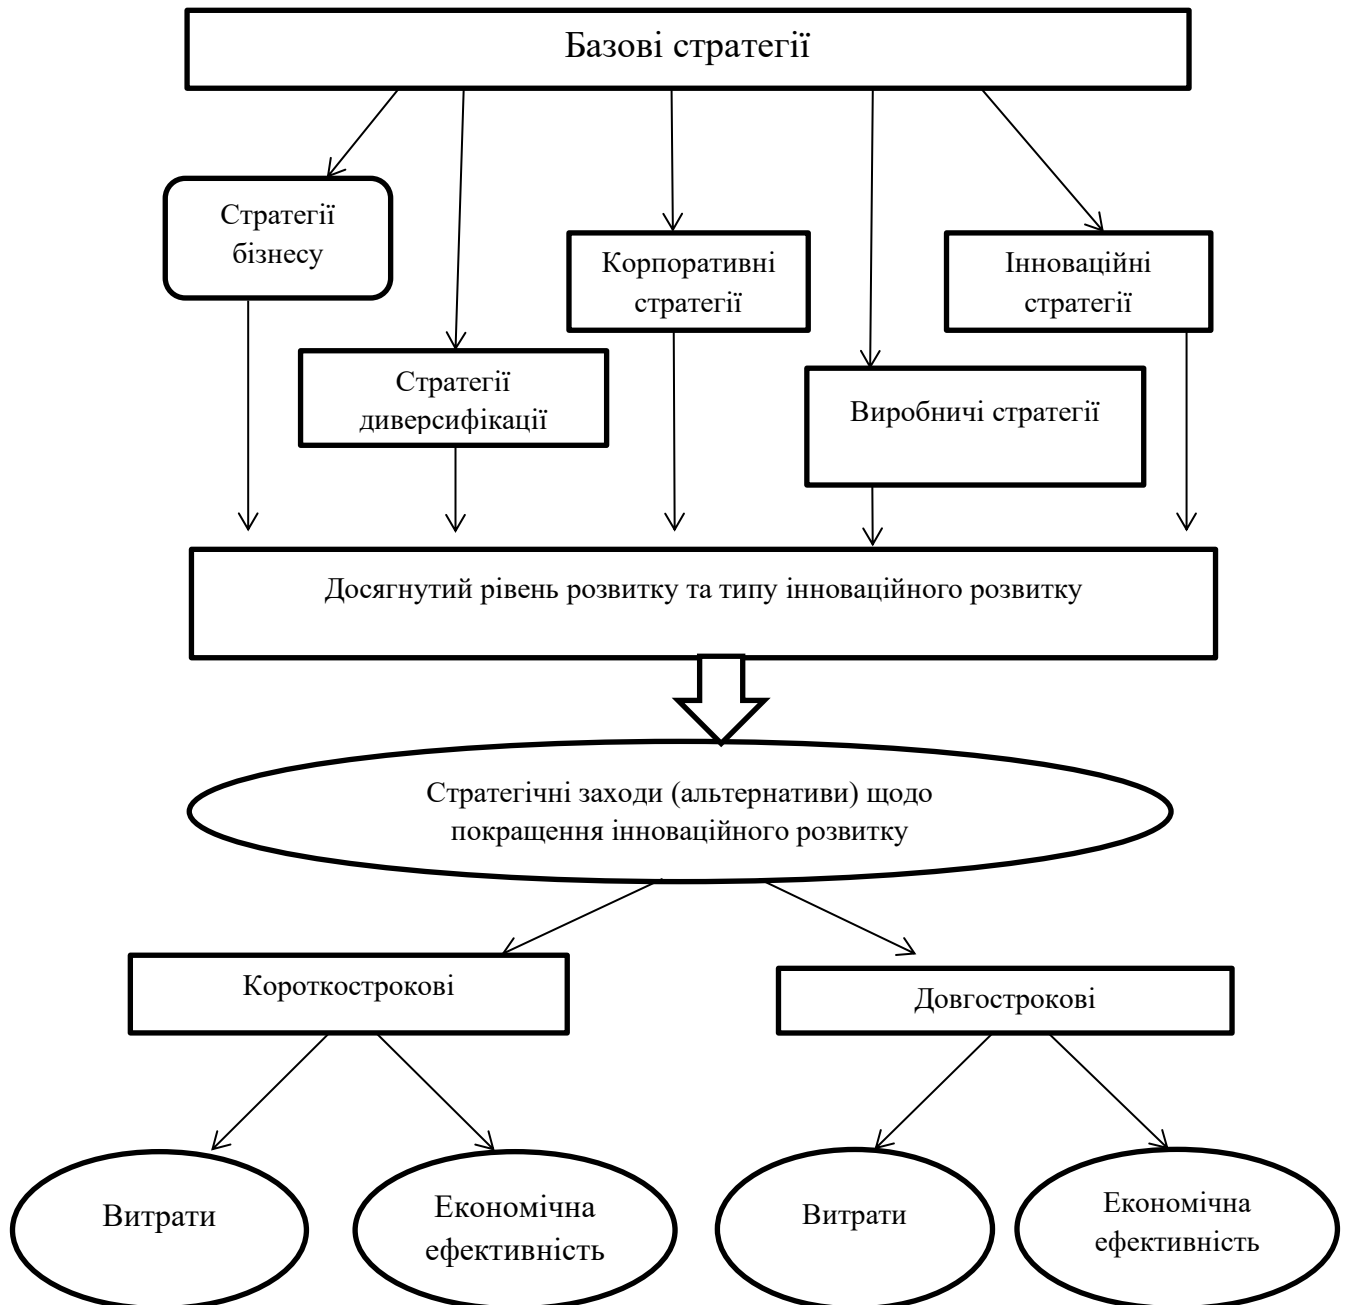 Базові стратегії
Стратегії
бізнесу
Корпоративні
стратегії
Інноваційні
стратегії
Стратегії
диверсифікації
Виробничі стратегії
Досягнутий рівень розвитку та типу інноваційного розвитку
Стратегічні заходи (альтернативи) щодо
покращення інноваційного розвитку
Короткострокові
Довгострокові
Витрати
Економічна
ефективність
Витрати
Економічна
ефективність